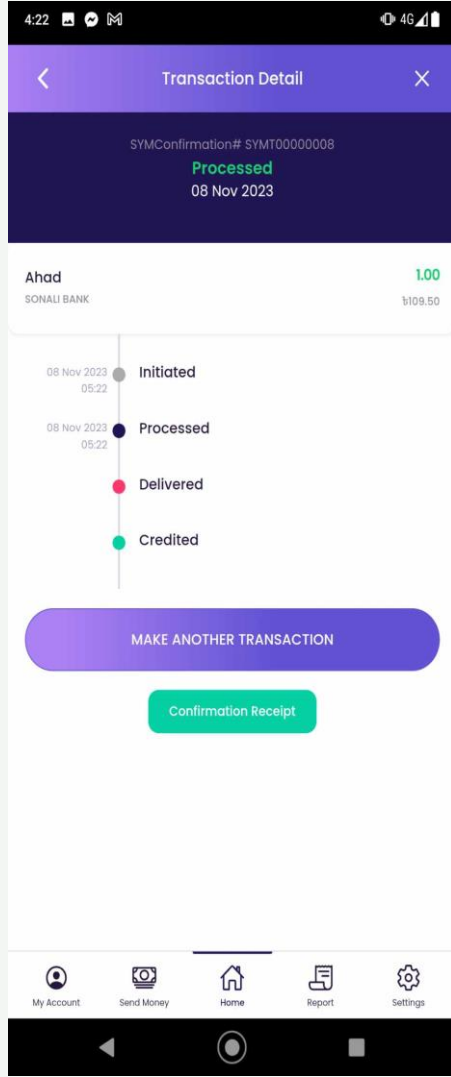 4:22 4G
Transaction Detail
SYMConfirmation# SYMT00000008
Processed
08 Nov 2023
Ahad 1.00
SONALI BANK ৳109.50
08 Nov 2023 Initiated
05:22
08 Nov 2023 Processed
05:22
Delivered
Credited
MAKE ANOTHER TRANSACTION
Confirmation Receipt
My Account Send Money Home Report Settings